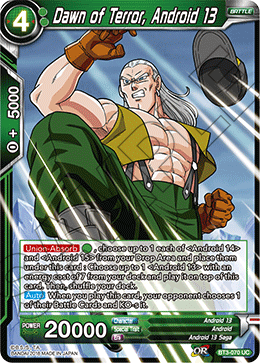 4
Dawn of Terror, Android 13
BATTLE
0 + 5000
Union-Absorb , choose up to 1 each of <Android 14>
and <Android 15> from your Drop Area and place them
under this card : Choose up to 1 <Android 13> with an
energy cost of 7 from your deck and play it on top of this
card. Then, shuffle your deck.
Auto When you play this card, your opponent chooses 1
of their Battle Cards and KO-s it.
POWER 20000
Character Android 13
Special Trait Android
Era Android 13 Saga
BANDAI 2018 MADE IN JAPAN
BT3-070 UC